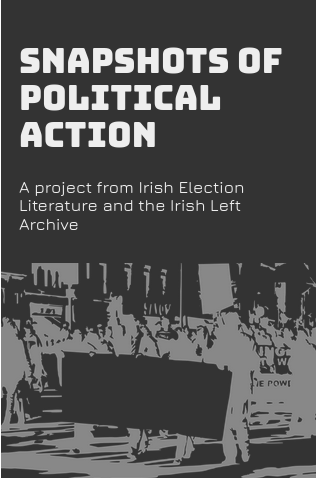 SNAPSHOTS OF
POLITICAL
ACTION
A project from Irish Election
Literature and the Irish Left
Archive